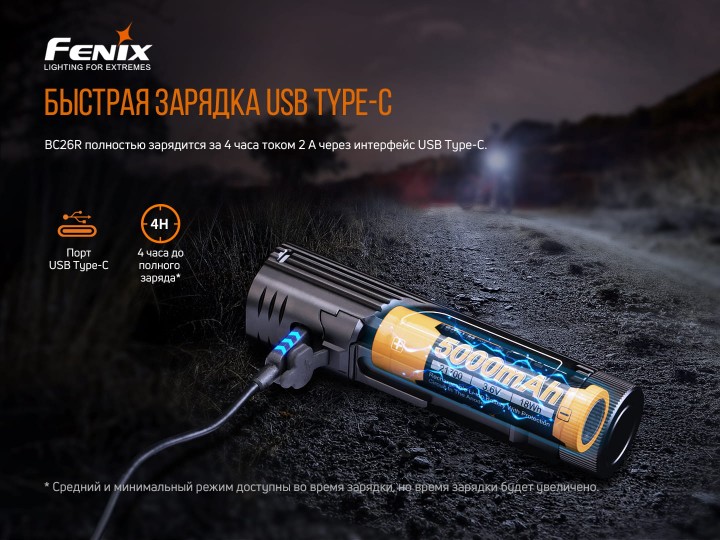 FENIX
LIGHTING FOR EXTREMES
БЫСТРАЯ ЗАРЯДКА USB TYPE-C
BC26R полностью зарядится за 4 часа током 2 А через интерфейс USB Type-C.
4H
Порт
USB Type-C
4 часа до
полного
заряда*
5000mAh
21700 3.6V 18Wh
* Средний и минимальный режим доступны во время зарядки, но время зарядки будет увеличено.